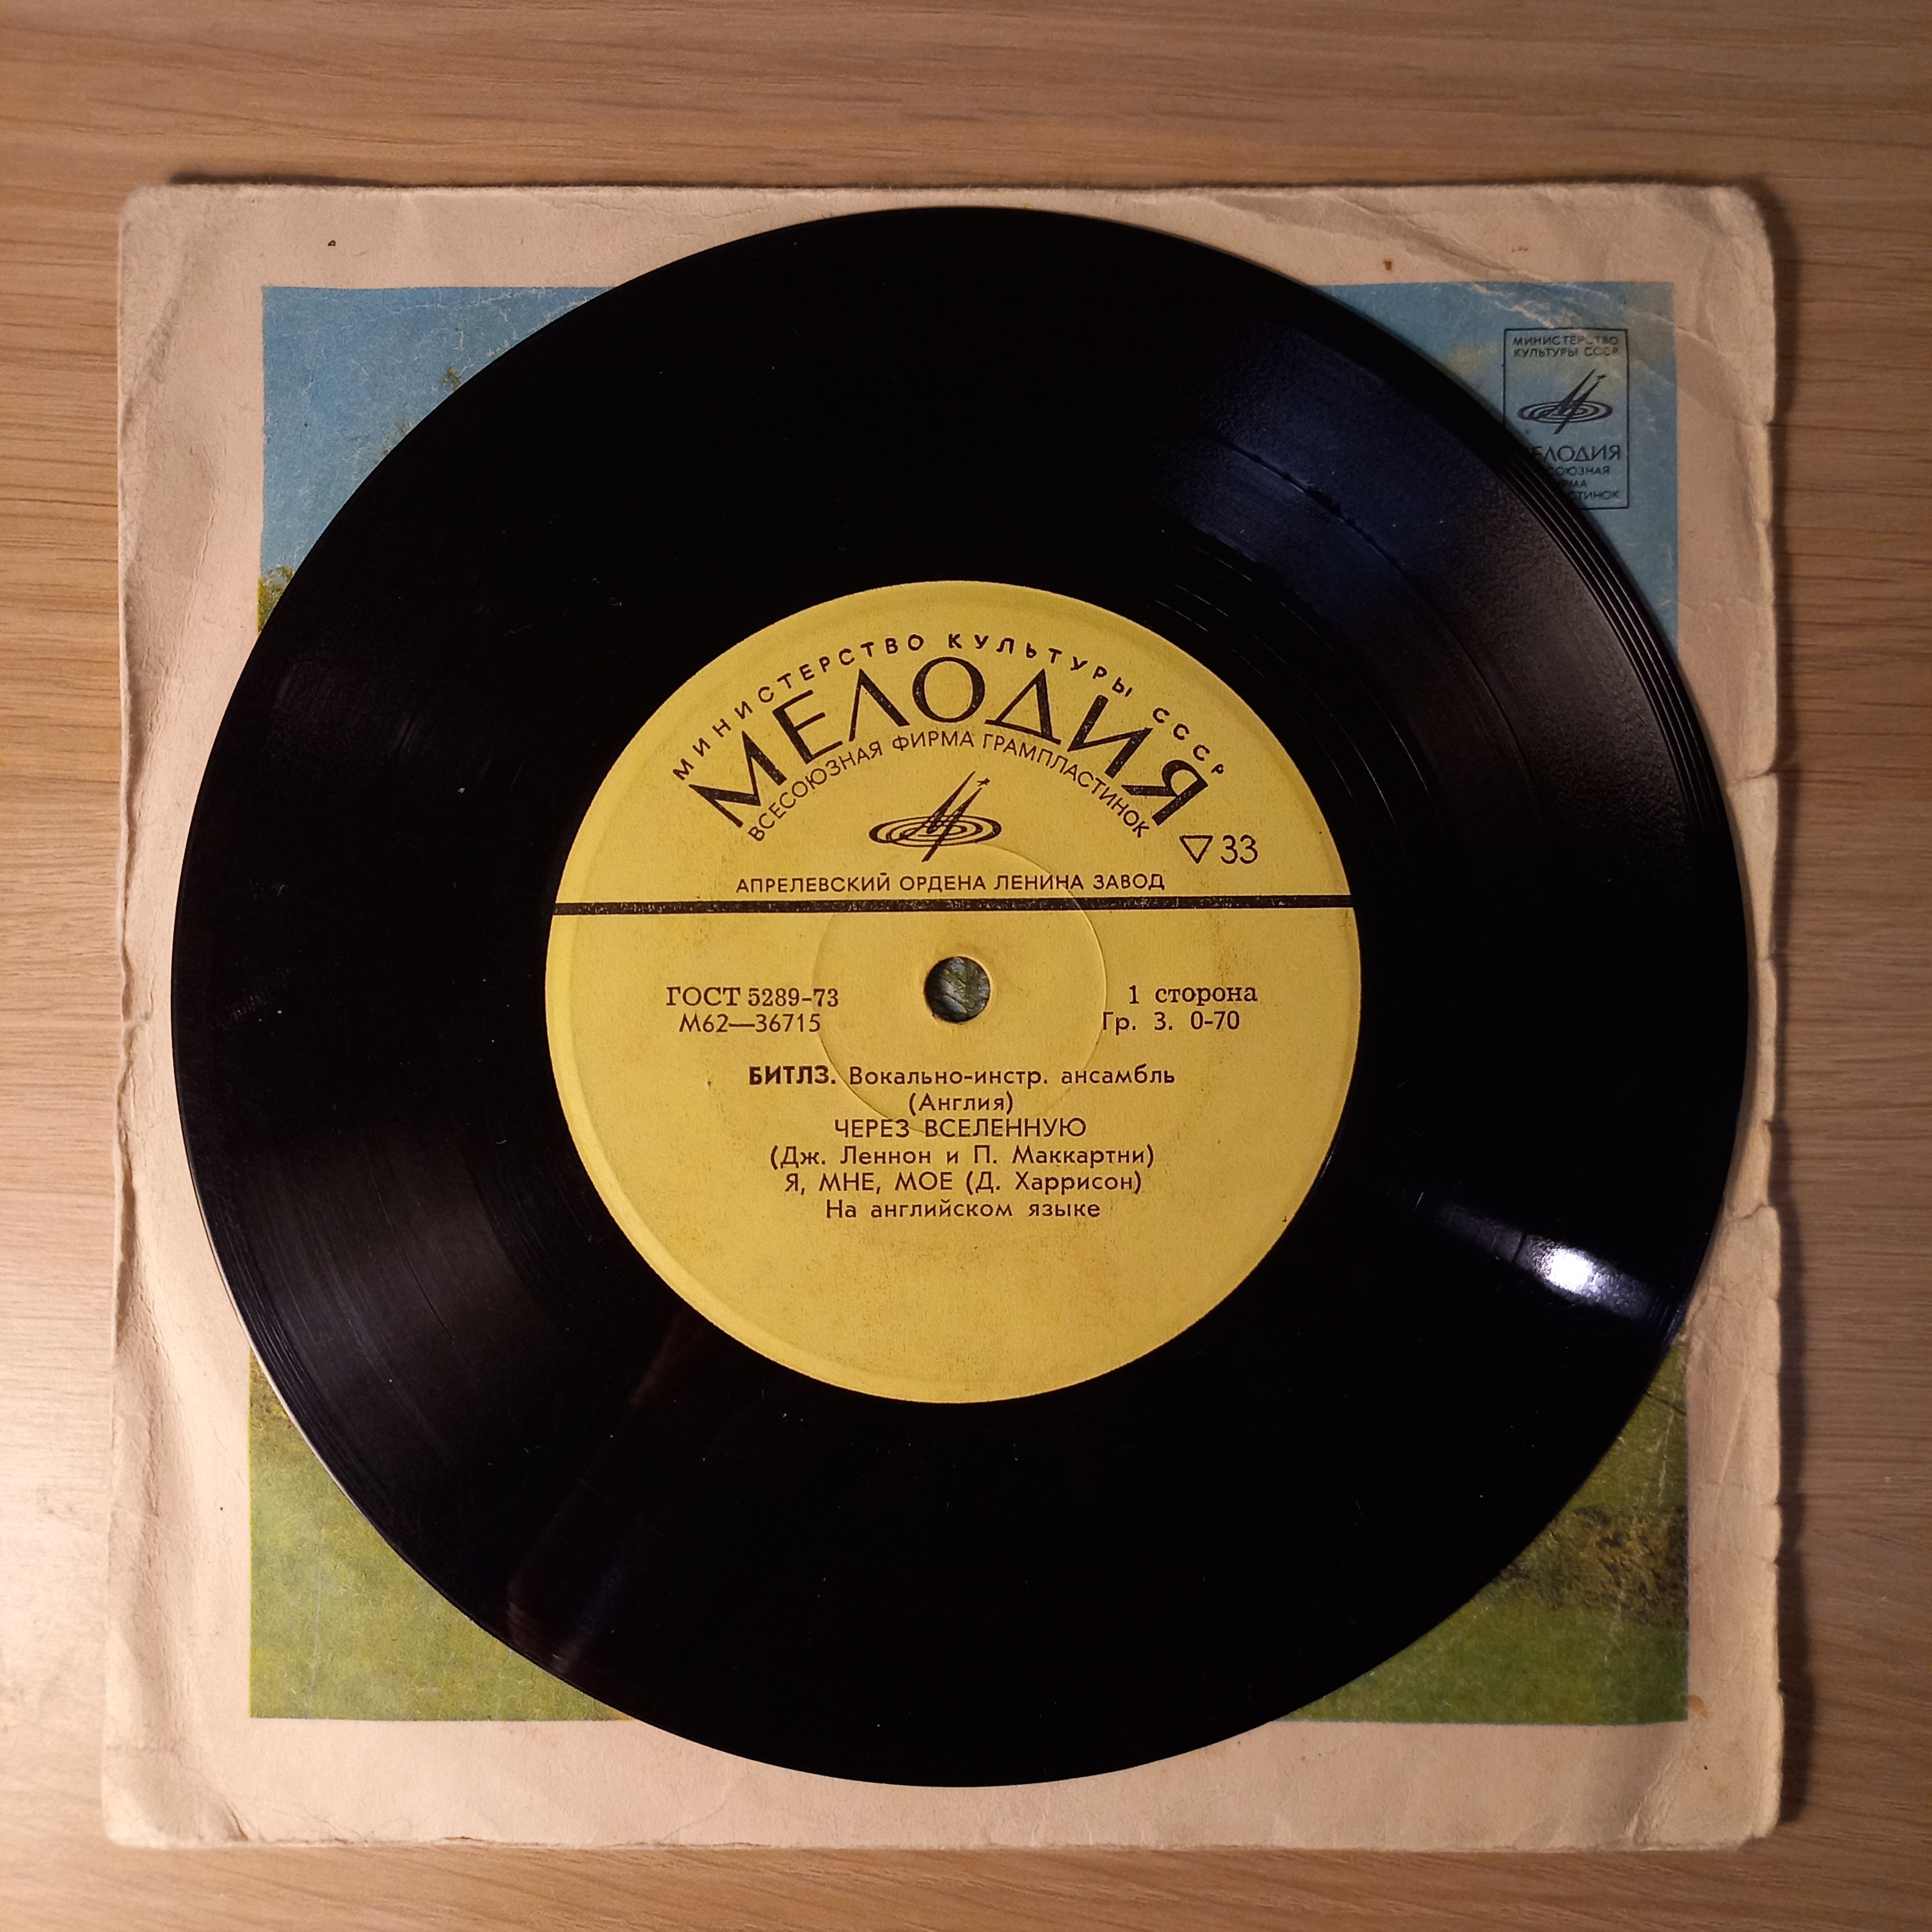 МИНИСТЕРСТВО
КУЛЬТУРЫ СССР
МИНИСТЕРСТВО КУЛЬТУРЫ СССР
МЕЛОДИЯ
ВСЕСОЮЗНАЯ ФИРМА ГРАМПЛАСТИНОК
33
АПРЕЛЕВСКИЙ ОРДЕНА ЛЕНИНА ЗАВОД
ГОСТ 5289-73
М62—36715
1 сторона
Гр. 3. 0-70
БИТЛЗ. Вокально-инстр. ансамбль
(Англия)
ЧЕРЕЗ ВСЕЛЕННУЮ
(Дж. Леннон и П. Маккартни)
Я, МНЕ, МОЕ (Д. Харрисон)
На английском языке